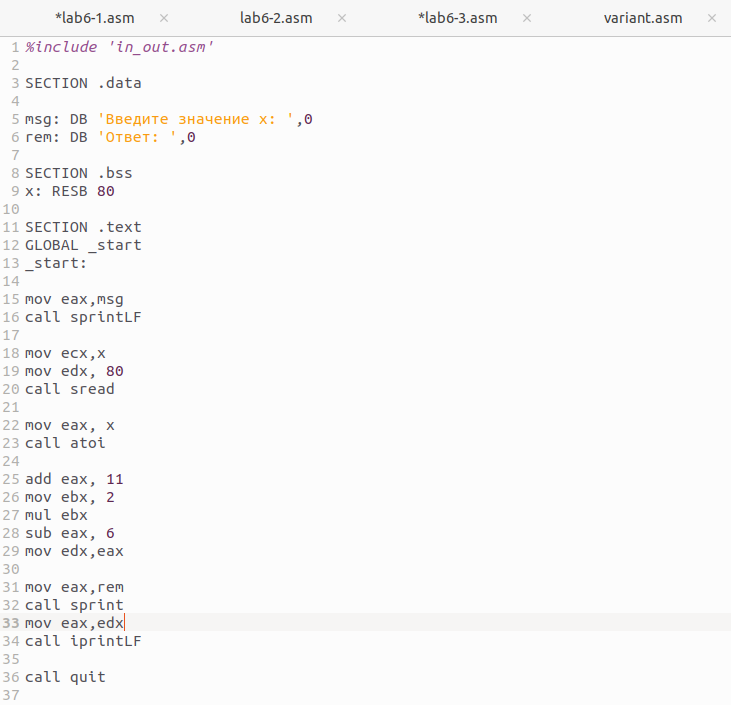 *lab6-1.asm × lab6-2.asm × *lab6-3.asm × variant.asm ×
1 %include 'in_out.asm'
2
3 SECTION .data
4
5 msg: DB 'Введите значение x: ',0
6 rem: DB 'Ответ: ',0
7
8 SECTION .bss
9 x: RESB 80
10
11 SECTION .text
12 GLOBAL _start
13 _start:
14
15 mov eax,msg
16 call sprintLF
17
18 mov ecx,x
19 mov edx, 80
20 call sread
21
22 mov eax, x
23 call atoi
24
25 add eax, 11
26 mov ebx, 2
27 mul ebx
28 sub eax, 6
29 mov edx,eax
30
31 mov eax,rem
32 call sprint
33 mov eax,edx
34 call iprintLF
35
36 call quit
37